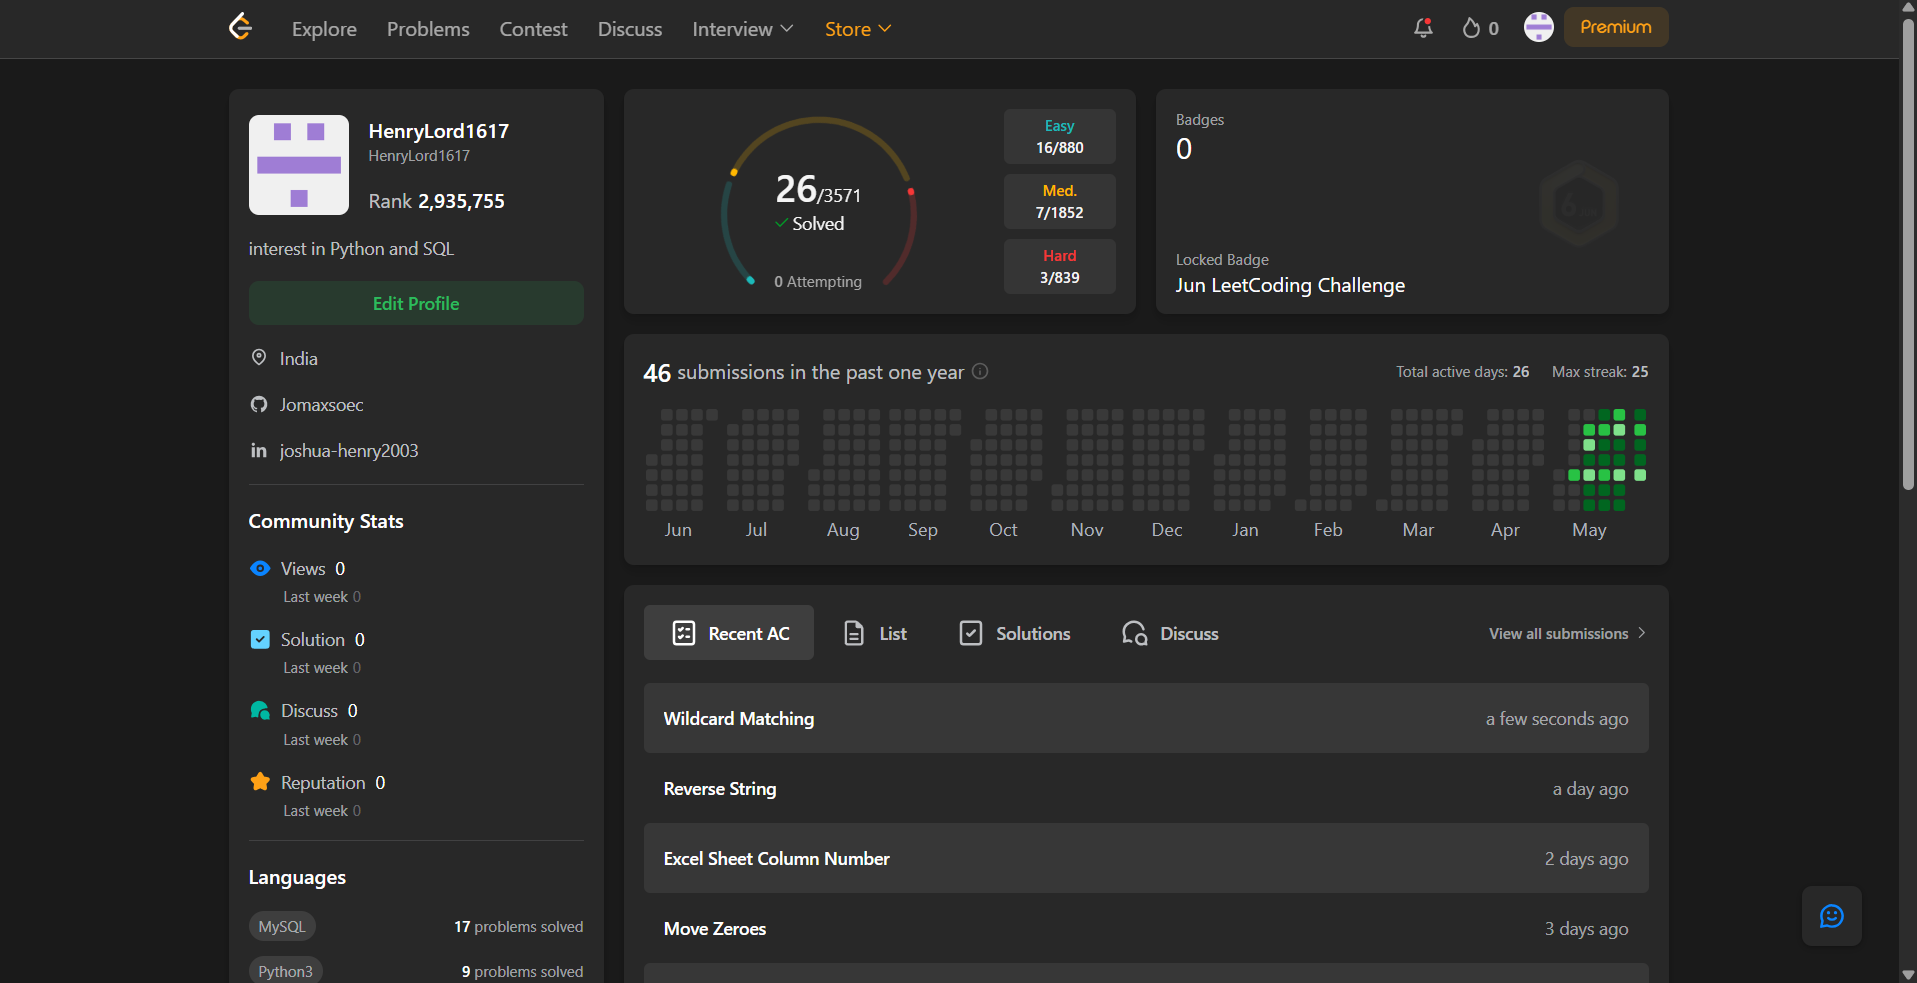 Explore Problems Contest Discuss Interview Store 0 Premium
HenryLord1617
HenryLord1617
Rank 2,935,755
interest in Python and SQL
Edit Profile
India
Jomaxsoec
joshua-henry2003
Community Stats
Views 0
Last week 0
Solution 0
Last week 0
Discuss 0
Last week 0
Reputation 0
Last week 0
Languages
MySQL 17 problems solved
Python3 9 problems solved
26/3571
Solved
0 Attempting
Easy
16/880
Med.
7/1852
Hard
3/839
Badges
0
Locked Badge
Jun LeetCoding Challenge
46 submissions in the past one year Total active days: 26 Max streak: 25
Jun Jul Aug Sep Oct Nov Dec Jan Feb Mar Apr May
Recent AC List Solutions Discuss View all submissions
Wildcard Matching a few seconds ago
Reverse String a day ago
Excel Sheet Column Number 2 days ago
Move Zeroes 3 days ago